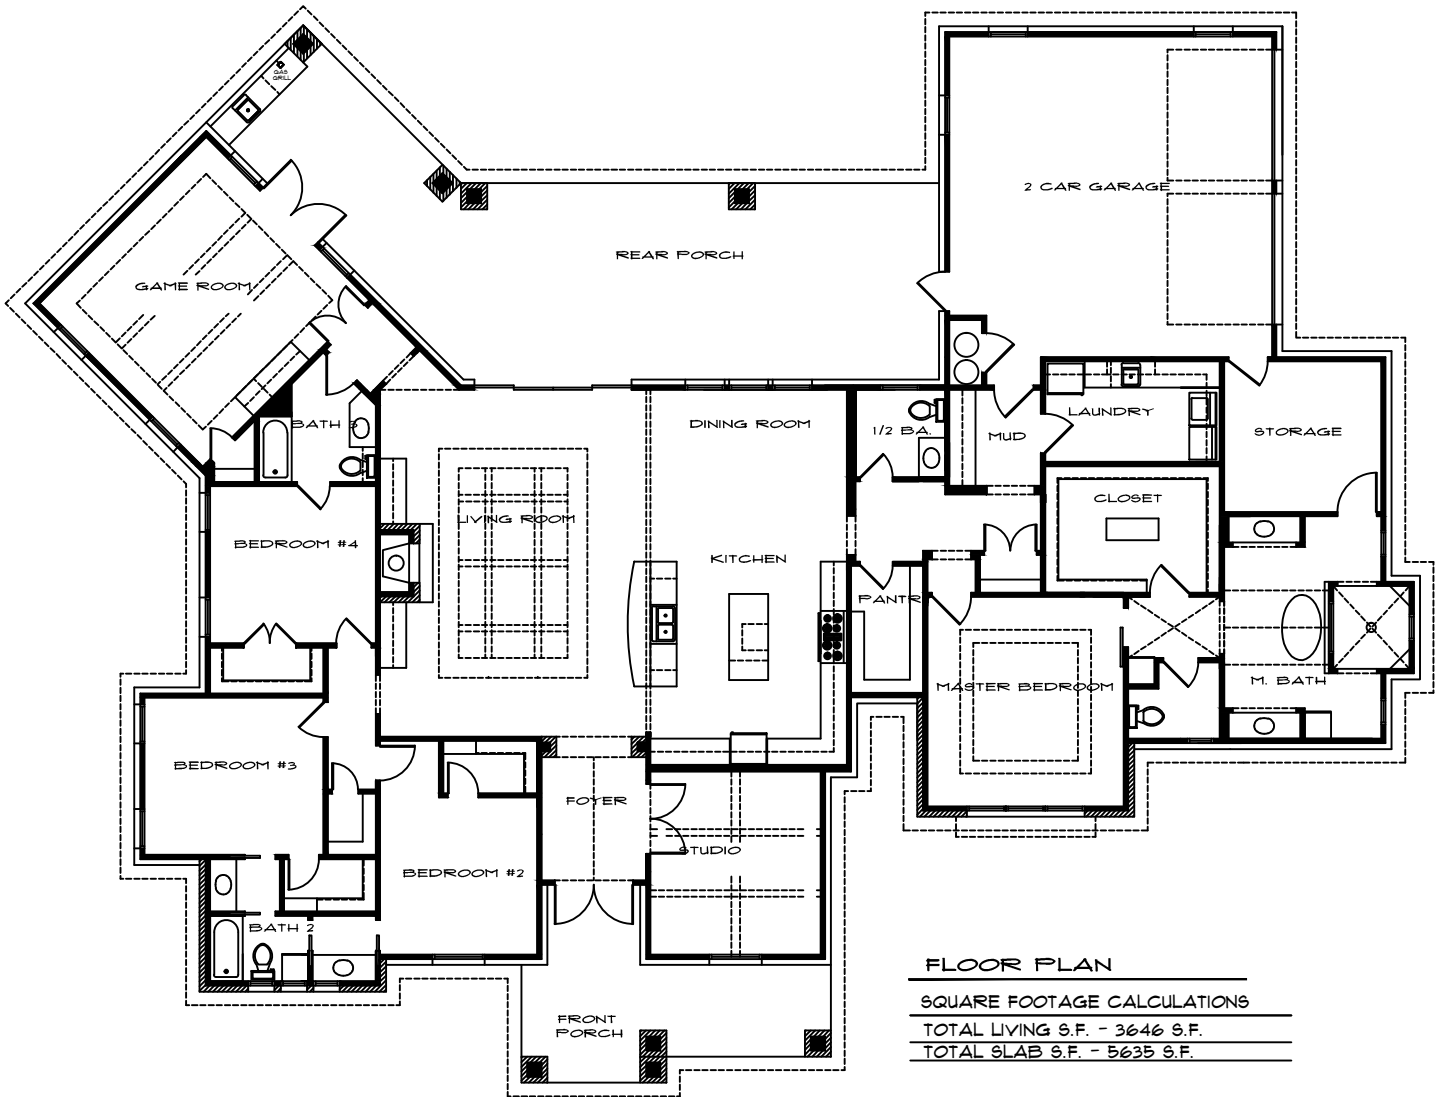 GAS
GRILL
2 CAR GARAGE
REAR PORCH
GAME ROOM
BATH 3
DINING ROOM
1/2 BA.
MUD
LAUNDRY
STORAGE
CLOSET
LIVING ROOM
BEDROOM #4
KITCHEN
PANTR
MASTER BEDROOM
M. BATH
BEDROOM #3
FOYER
STUDIO
BEDROOM #2
BATH 2
FRONT
PORCH
FLOOR PLAN
SQUARE FOOTAGE CALCULATIONS
TOTAL LIVING S.F. - 3646 S.F.
TOTAL SLAB S.F. - 5635 S.F.